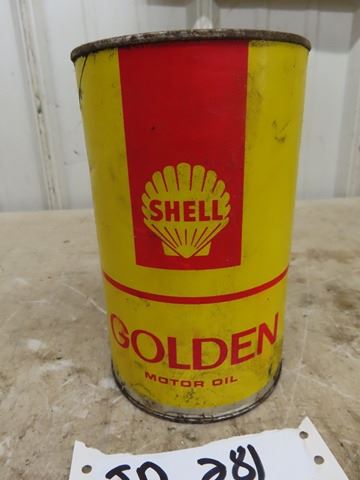 SHELL
GOLDEN
MOTOR OIL
JD 281